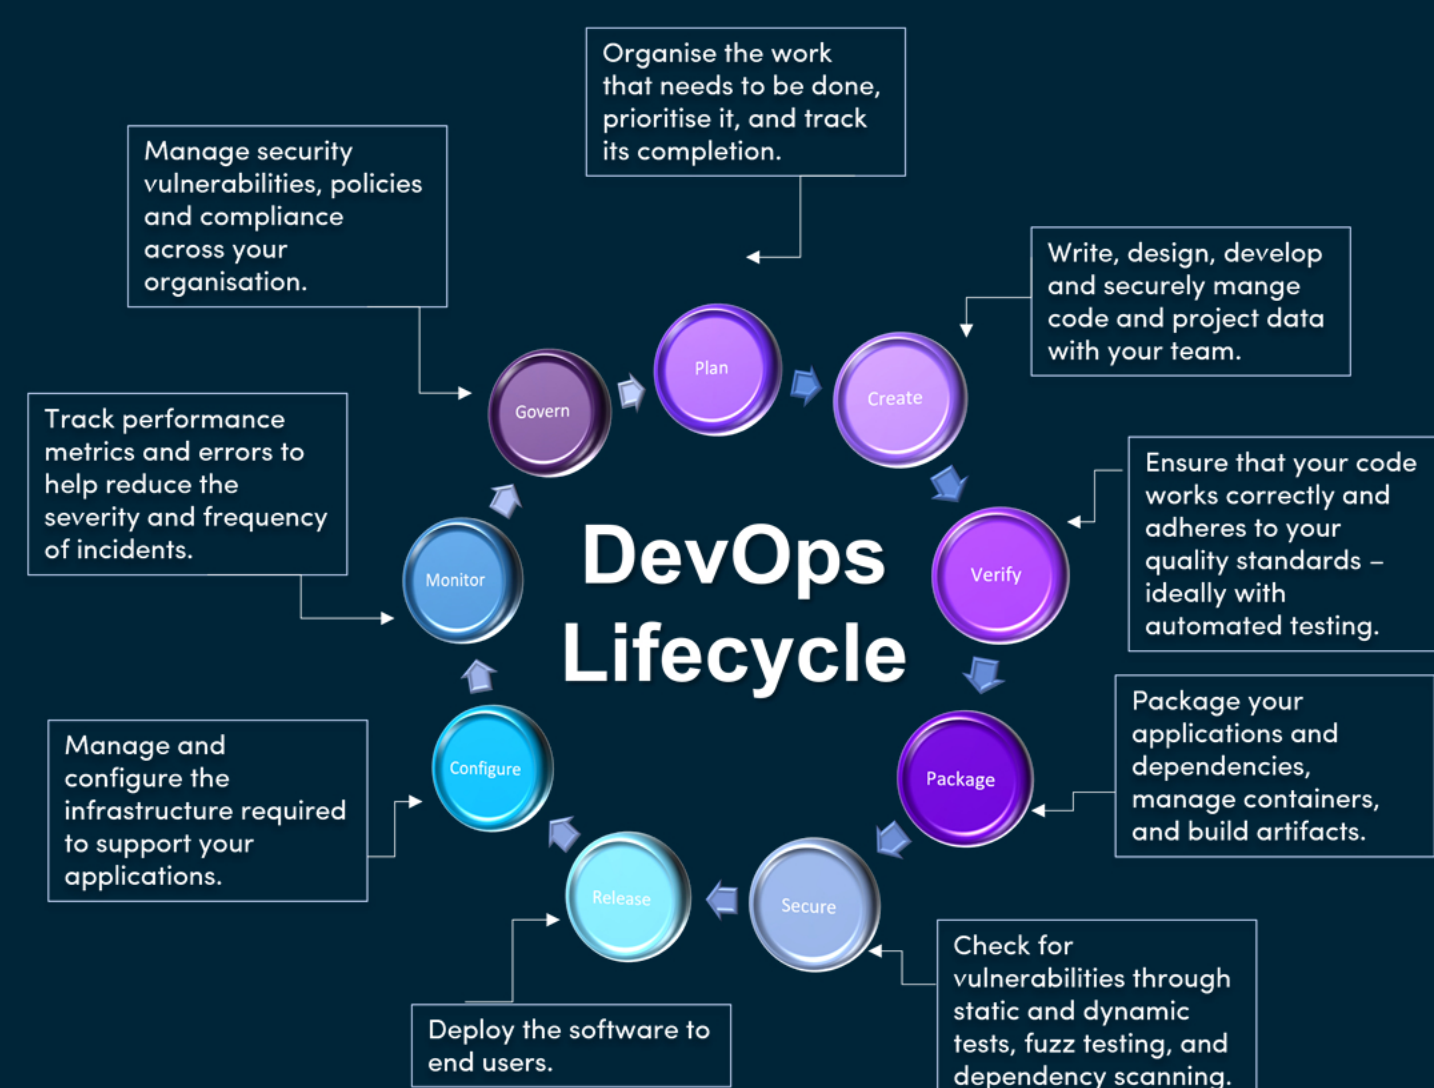 Organise the work
that needs to be done,
prioritise it, and track
its completion.
Manage security
vulnerabilities, policies
and compliance
across your
organisation.
Write, design, develop
and securely mange
code and project data
with your team.
Plan
Create
Govern
Track performance
metrics and errors to
help reduce the
severity and frequency
of incidents.
Ensure that your code
works correctly and
adheres to your
quality standards –
ideally with
automated testing.
DevOps
Lifecycle
Monitor
Verify
Package your
applications and
dependencies,
manage containers,
and build artifacts.
Manage and
configure the
infrastructure required
to support your
applications.
Configure
Package
Release
Secure
Check for
vulnerabilities through
static and dynamic
tests, fuzz testing, and
dependency scanning.
Deploy the software to
end users.